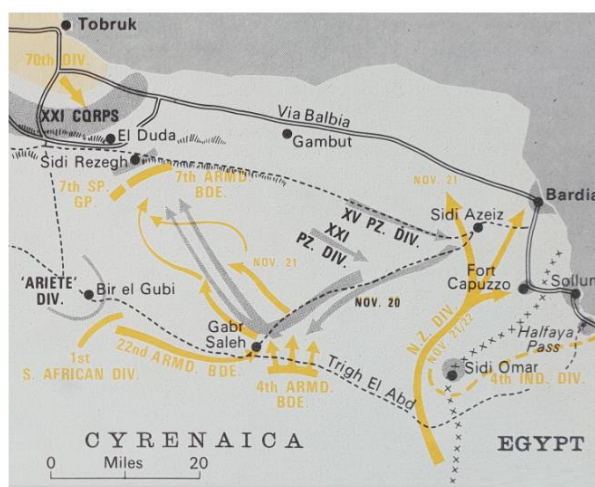 Tobruk
70th DIV.
XXI CORPS
El Duda
Via Balbia
Gambut
Sidi Rezegh
7th SP.
GP.
7th ARMD.
BDE.
NOV. 21
Bardia
XV PZ. DIV.
Sidi Azeiz
XXI
PZ. DIV.
'ARIETE'
DIV.
Bir el Gubi
NOV. 21
NOV. 20
Fort
Capuzzo
Sollum
N.Z. DIV.
NOV. 21/22
Halfaya
Pass
Gabr
Saleh
1st
S. AFRICAN DIV.
22nd ARMD. BDE.
4th ARMD.
BDE.
Trigh El Abd
Sidi Omar
4th IND. DIV.
CYRENAICA
EGYPT
0 Miles 20